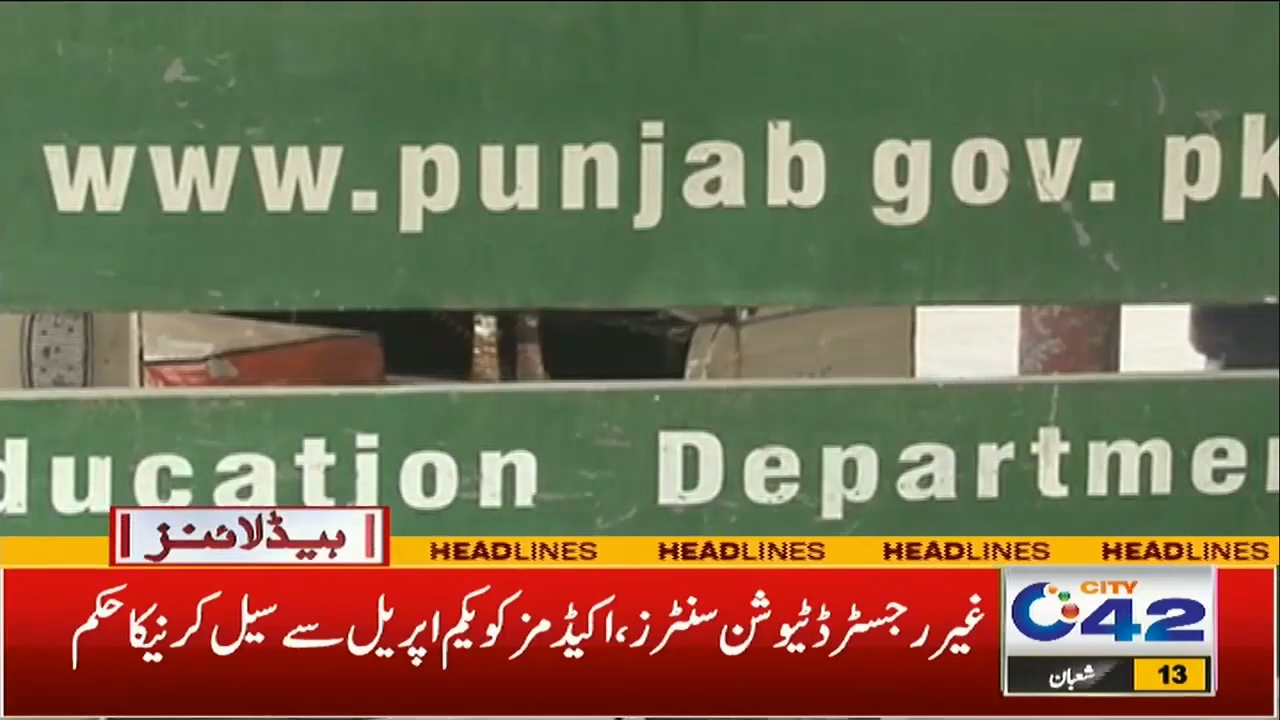 www.punjab gov. pk
ducation Departme
ہیڈلائنز
HEADLINES HEADLINES HEADLINES HEADLINES
غیر رجسٹرڈ ٹیوشن سنٹرز، اکیڈمز کو یکم اپریل سے سیل کرنیکا حکم
CITY
42
شعبان 13